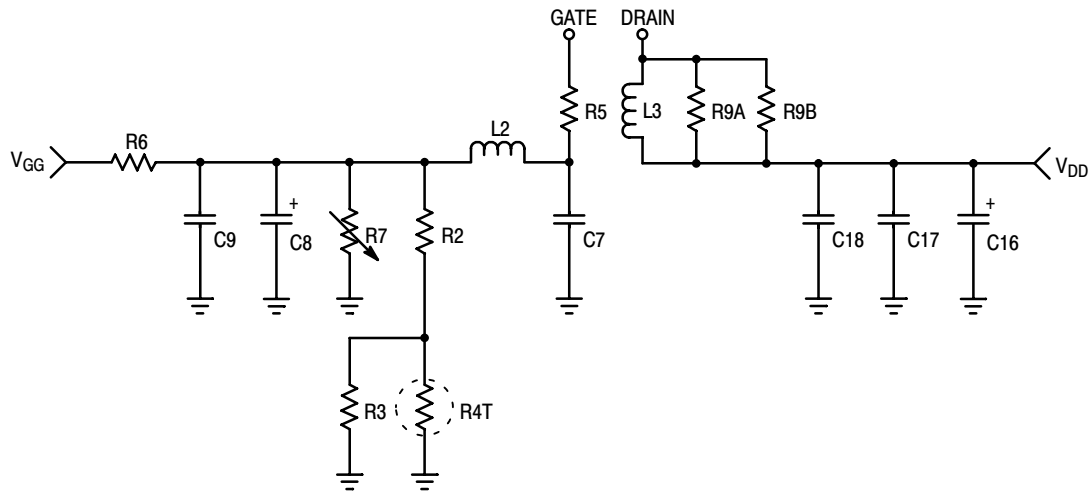 GATE DRAIN
R5 L3 R9A R9B
R6 L2
VGG VDD
C9 + C8 R7 R2 C7 C18 C17 + C16
R3 R4T